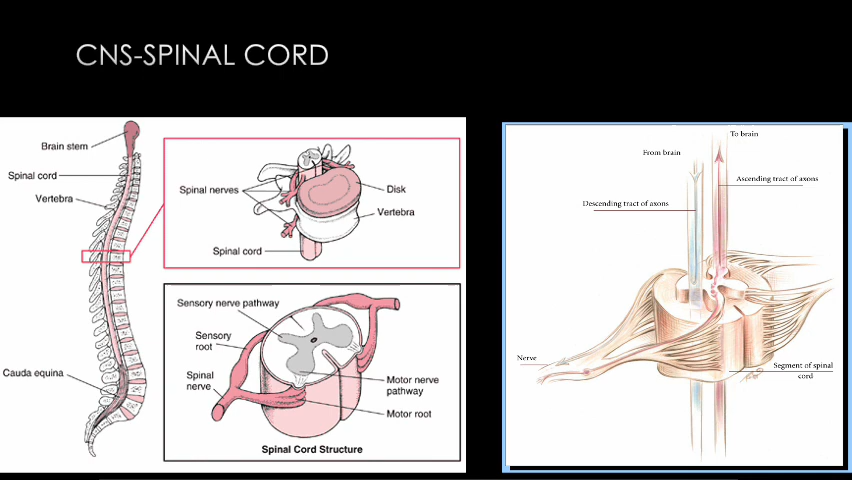 CNS-SPINAL CORD
Brain stem
Spinal cord
Vertebra
Cauda equina
Spinal nerves
Disk
Vertebra
Spinal cord
Sensory nerve pathway
Sensory
root
Spinal
nerve
Motor nerve
pathway
Motor root
Spinal Cord Structure
To brain
From brain
Ascending tract of axons
Descending tract of axons
Nerve
Segment of spinal
cord